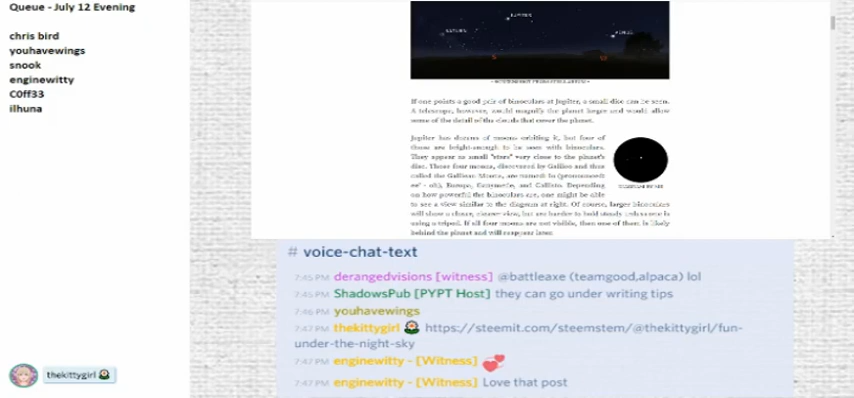 Queue - July 12 Evening
chris bird
youhavewings
snook
enginewitty
C0ff33
ilhuna
thekittygirl
SATURN
JUPITER
VENUS
If one points a good pair of binoculars at Jupiter, a small disc can be seen.
A telescope, however, would magnify the planet larger and would allow
some of the detail of the clouds that cover the planet.
Jupiter has dozens of moons orbiting it, but four of
those are bright enough to be seen with binoculars.
They appear as small "stars" very close to the planet's
disc. These four moons, discovered by Galileo and thus
called the Galilean Moons, are named: Io (pronounced
ee' - oh), Europa, Ganymede, and Callisto. Depending
on how powerful the binoculars are, one might be able
to see a view similar to the diagram at right. Of course, larger binoculars
will show a closer, clearer view, but are harder to hold steady unless one is
using a tripod. If all four moons are not visible, then one of them is likely
behind the planet and will reappear later.
# voice-chat-text
7:45 PM derangedvisions [witness] @battleaxe (teamgood,alpaca) lol
7:45 PM ShadowsPub [PYPT Host] they can go under writing tips
7:46 PM youhavewings
7:47 PM thekittygirl https://steemit.com/steemstem/@thekittygirl/fun-
under-the-night-sky
7:47 PM enginewitty - [Witness]
7:47 PM enginewitty - [Witness] Love that post